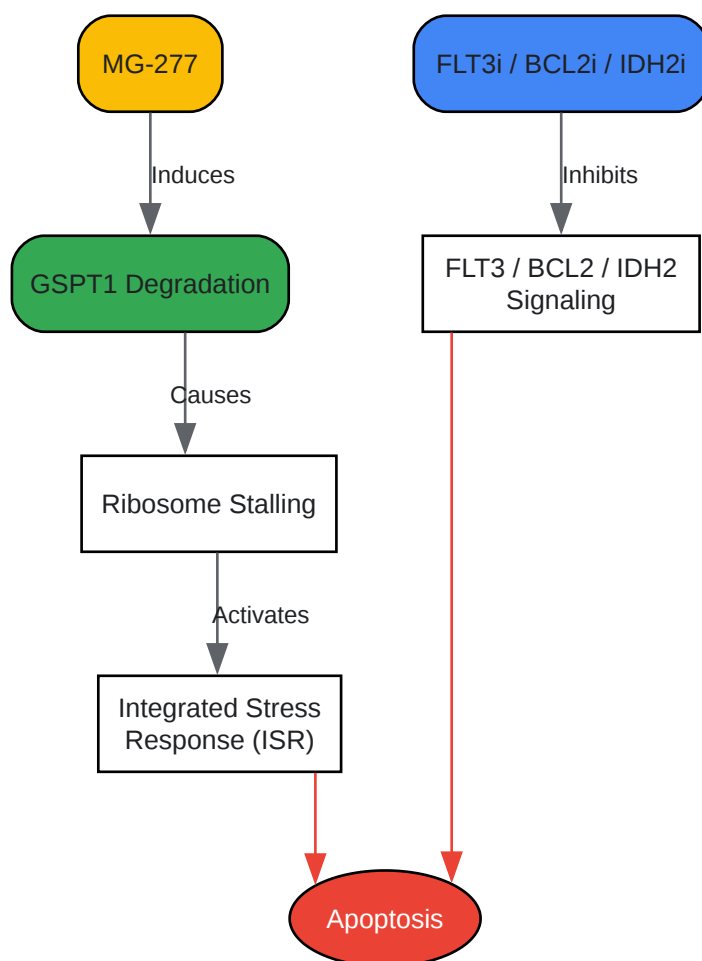 MG-277
FLT3i / BCL2i / IDH2i
Induces
Inhibits
GSPT1 Degradation
FLT3 / BCL2 / IDH2
Signaling
Causes
Ribosome Stalling
Activates
Integrated Stress
Response (ISR)
Apoptosis